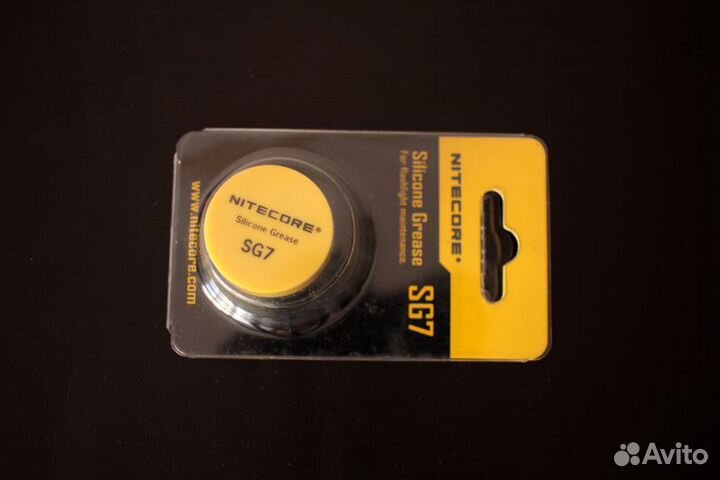 NITECORE®
Silicone Grease SG7
For flashlight maintenance.
NITECORE®
Silicone Grease
SG7
www.nitecore.com
Avito